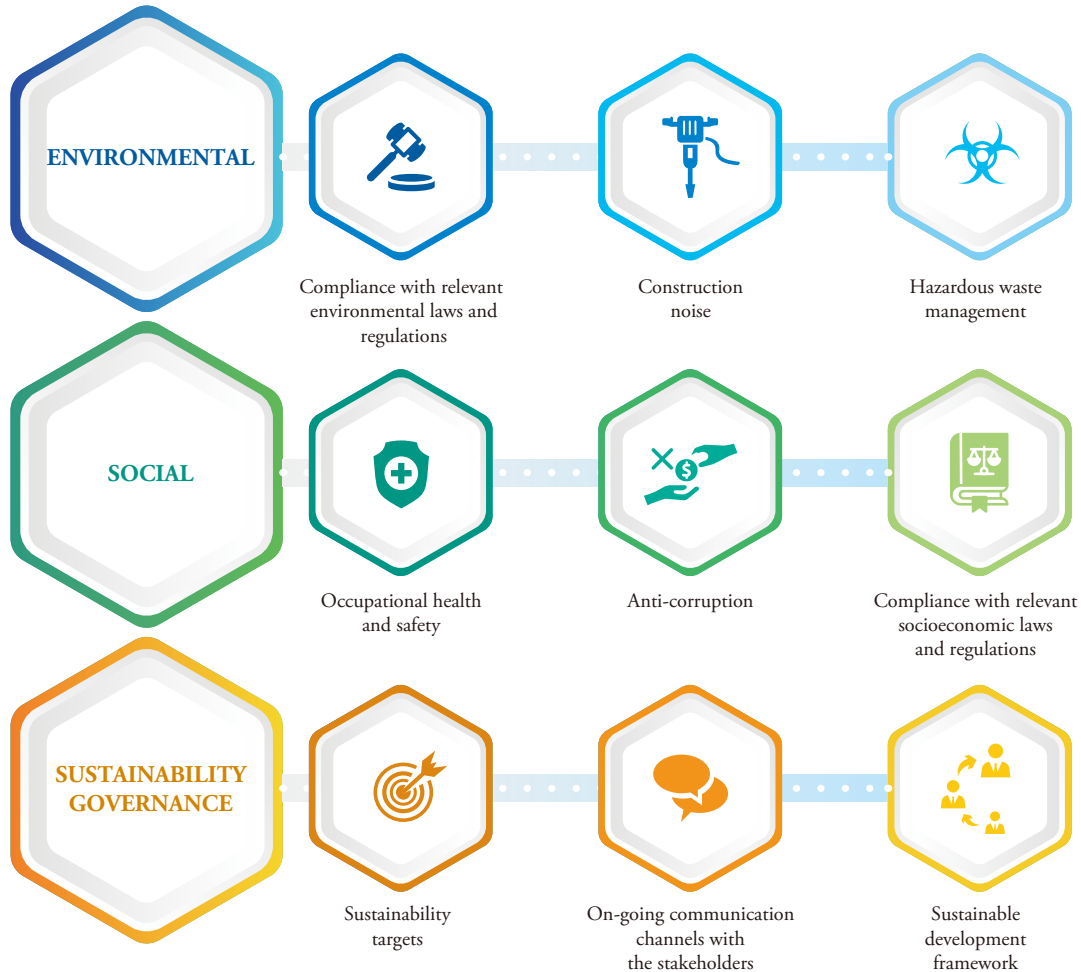 ENVIRONMENTAL
Compliance with relevant
environmental laws and
regulations
Construction
noise
Hazardous waste
management
SOCIAL
$
Occupational health
and safety
Anti-corruption
Compliance with relevant
socioeconomic laws
and regulations
SUSTAINABILITY
GOVERNANCE
Sustainability
targets
On-going communication
channels with
the stakeholders
Sustainable
development
framework